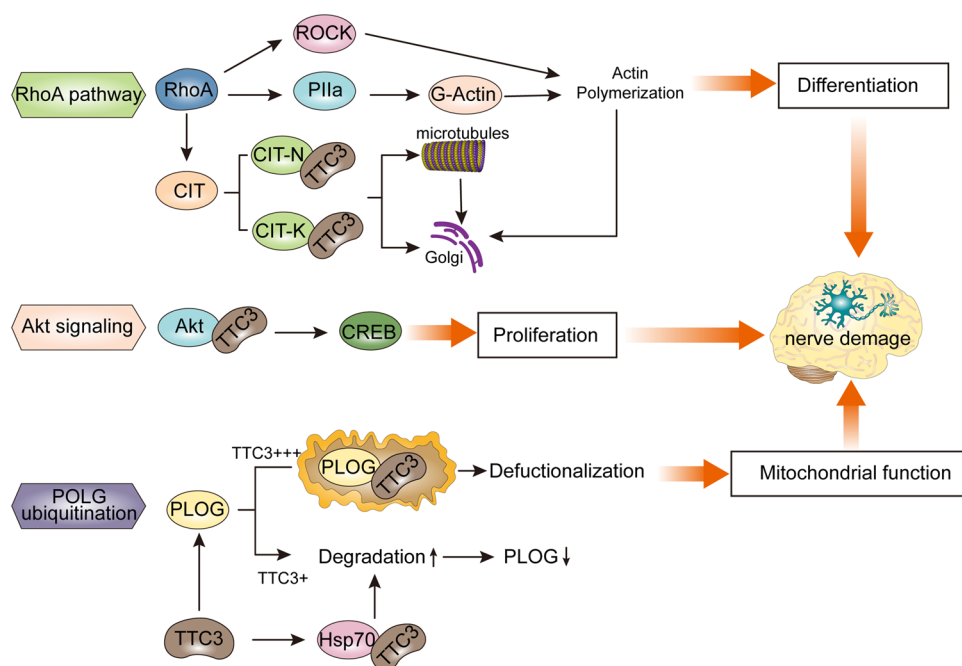 ROCK
RhoA pathway
RhoA
PIIa
G-Actin
Actin
Polymerization
Differentiation
microtubules
CIT-N
TTC3
CIT
CIT-K
TTC3
Golgi
Akt signaling
Akt
TTC3
CREB
Proliferation
nerve demage
TTC3+++
PLOG
TTC3
Defuctionalization
Mitochondrial function
POLG
ubiquitination
PLOG
TTC3+
Degradation
PLOG
TTC3
Hsp70
TTC3